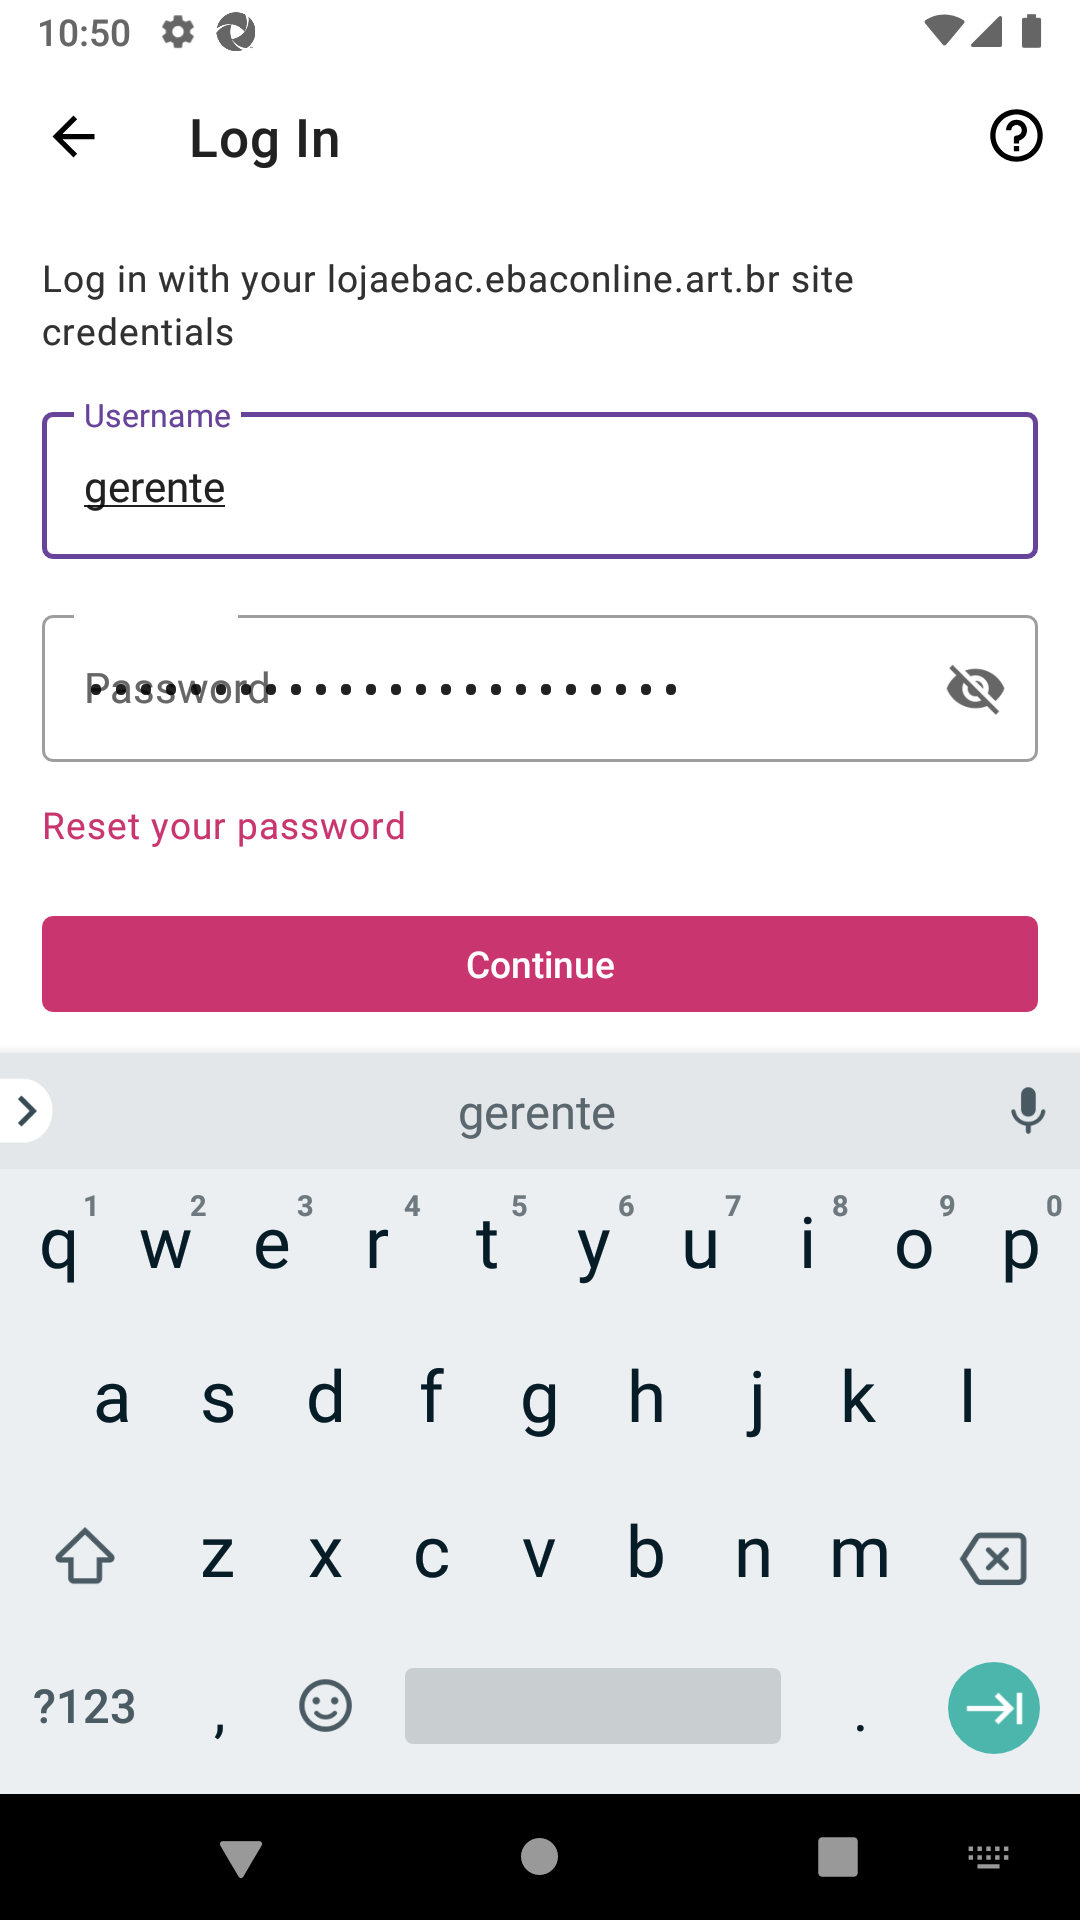 10:50
Log In
Log in with your lojaebac.ebaconline.art.br site
credentials
Username
gerente
Password
Reset your password
Continue
gerente
1 2 3 4 5 6 7 8 9 0
q w e r t y u i o p
a s d f g h j k l
z x c v b n m
?123 , .